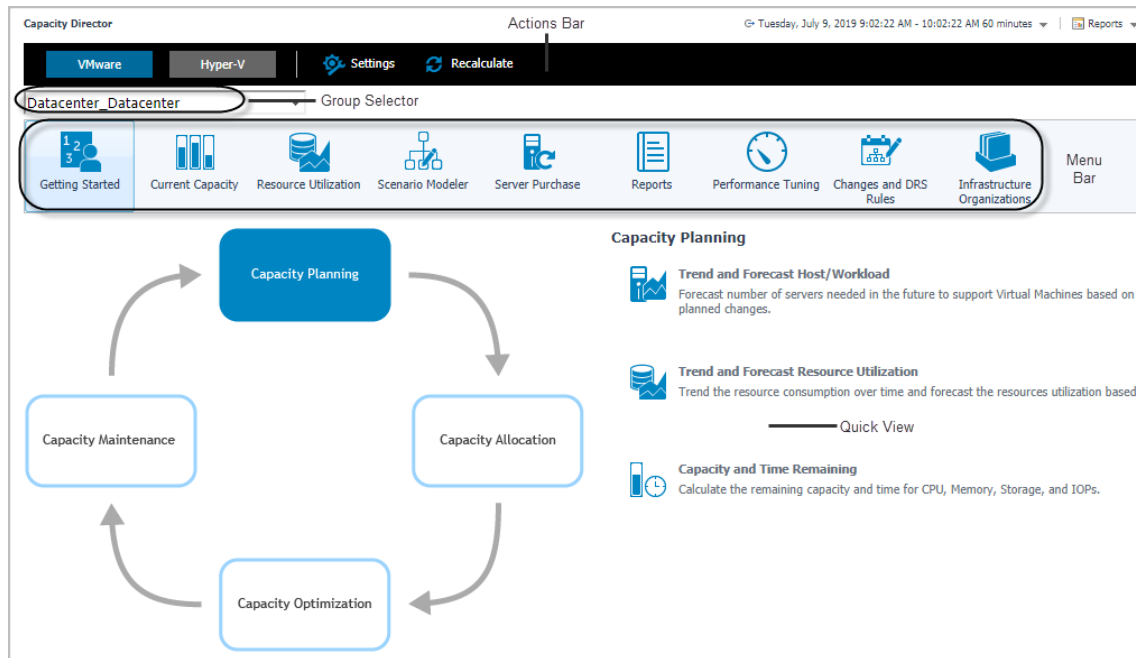 Capacity Director
Actions Bar
Tuesday, July 9, 2019 9:02:22 AM - 10:02:22 AM 60 minutes
Reports
VMware
Hyper-V
Settings
Recalculate
Datacenter_Datacenter
Group Selector
1 2
3
Getting Started
Current Capacity
Resource Utilization
Scenario Modeler
Server Purchase
Reports
Performance Tuning
Changes and DRS
Rules
Infrastructure
Organizations
Menu
Bar
Capacity Planning
Capacity Allocation
Capacity Optimization
Capacity Maintenance
Capacity Planning
Trend and Forecast Host/Workload
Forecast number of servers needed in the future to support Virtual Machines based on
planned changes.
Trend and Forecast Resource Utilization
Trend the resource consumption over time and forecast the resources utilization based
Quick View
Capacity and Time Remaining
Calculate the remaining capacity and time for CPU, Memory, Storage, and IOPs.